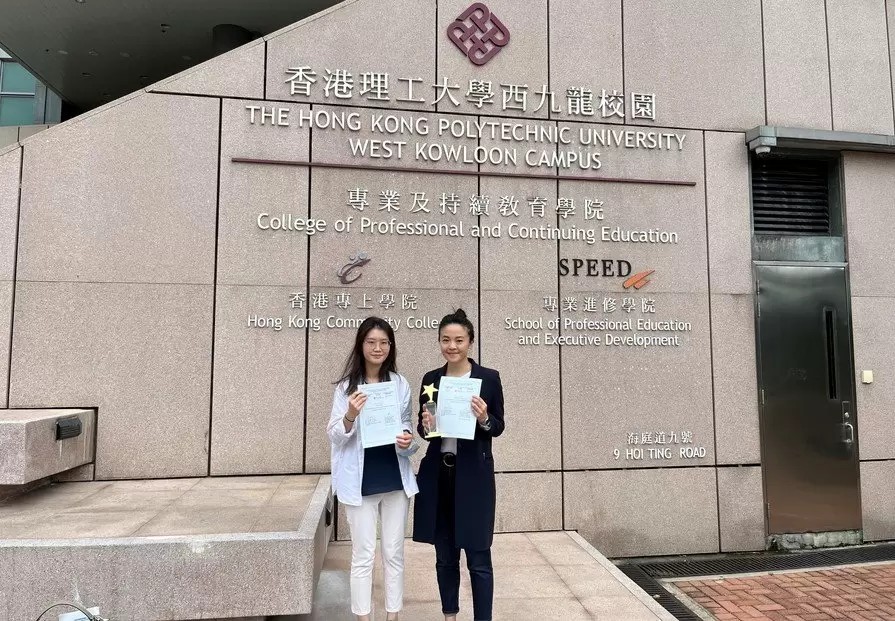 香港理工大學西九龍校園
THE HONG KONG POLYTECHNIC UNIVERSITY
WEST KOWLOON CAMPUS
專業及持續教育學院
College of Professional and Continuing Education
香港專上學院
Hong Kong Community
SPEED
專業進修學院
School of Professional Education
and Executive Development
海庭道九號
9 HOI TING ROAD